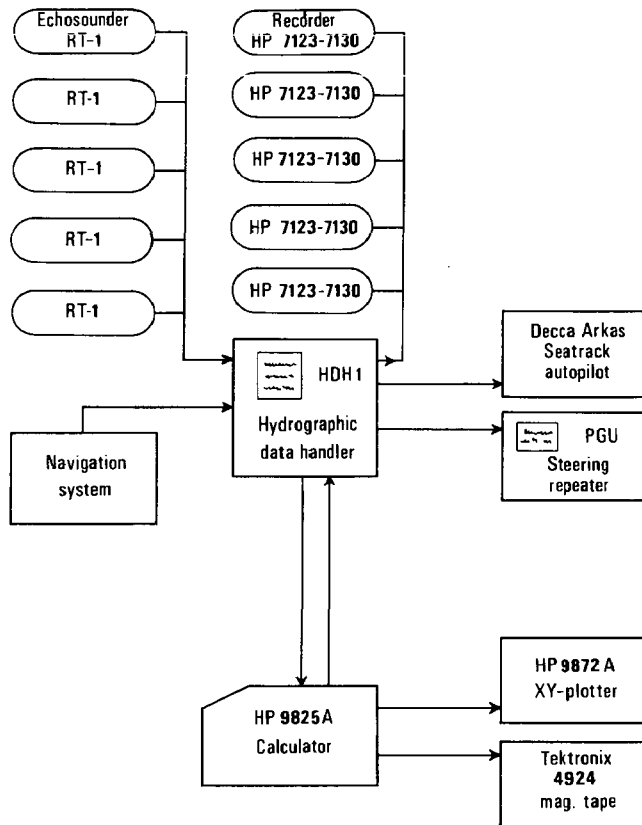 Echosounder
RT-1
RT-1
RT-1
RT-1
RT-1
Recorder
HP 7123-7130
HP 7123-7130
HP 7123-7130
HP 7123-7130
HP 7123-7130
HDH1
Hydrographic
data handler
Navigation
system
Decca Arkas
Seatrack
autopilot
PGU
Steering
repeater
HP 9825A
Calculator
HP 9872A
XY-plotter
Tektronix
4924
mag. tape